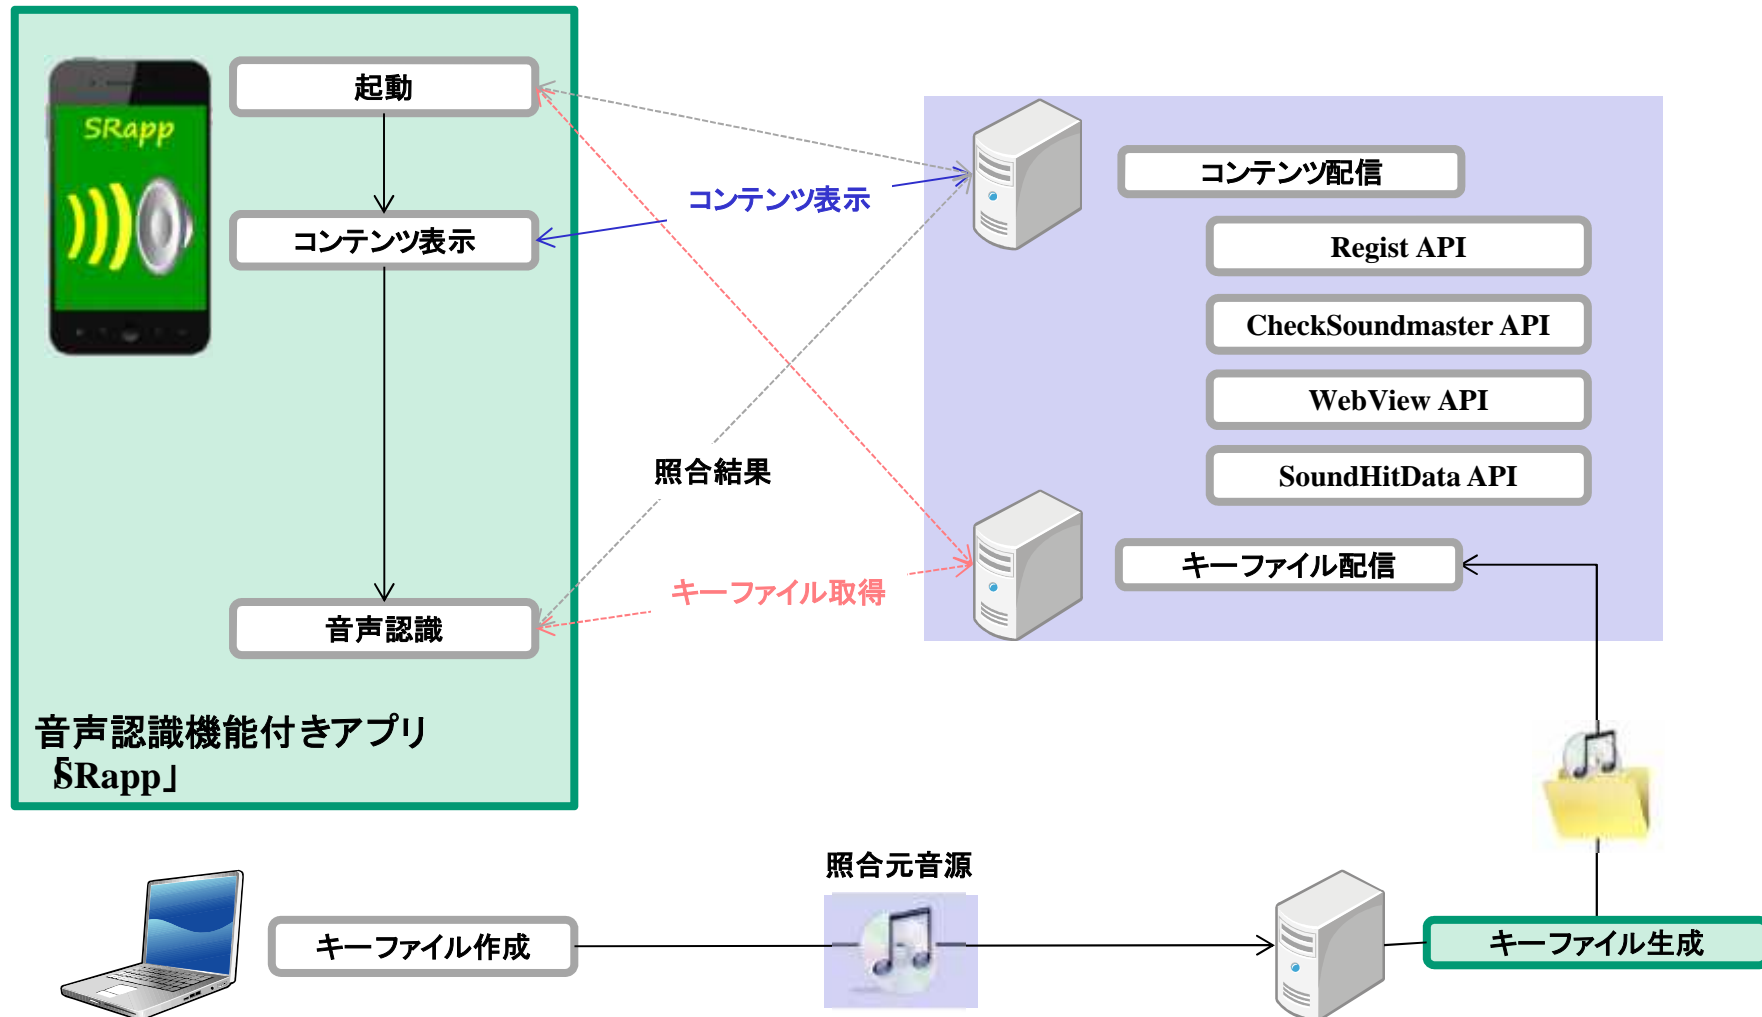 SRapp
起動
コンテンツ表示
音声認識
音声認識機能付きアプリ
「SRapp」
コンテンツ表示
照合結果
キーファイル取得
コンテンツ配信
Regist API
CheckSoundmaster API
WebView API
SoundHitData API
キーファイル配信
キーファイル作成
照合元音源
キーファイル生成